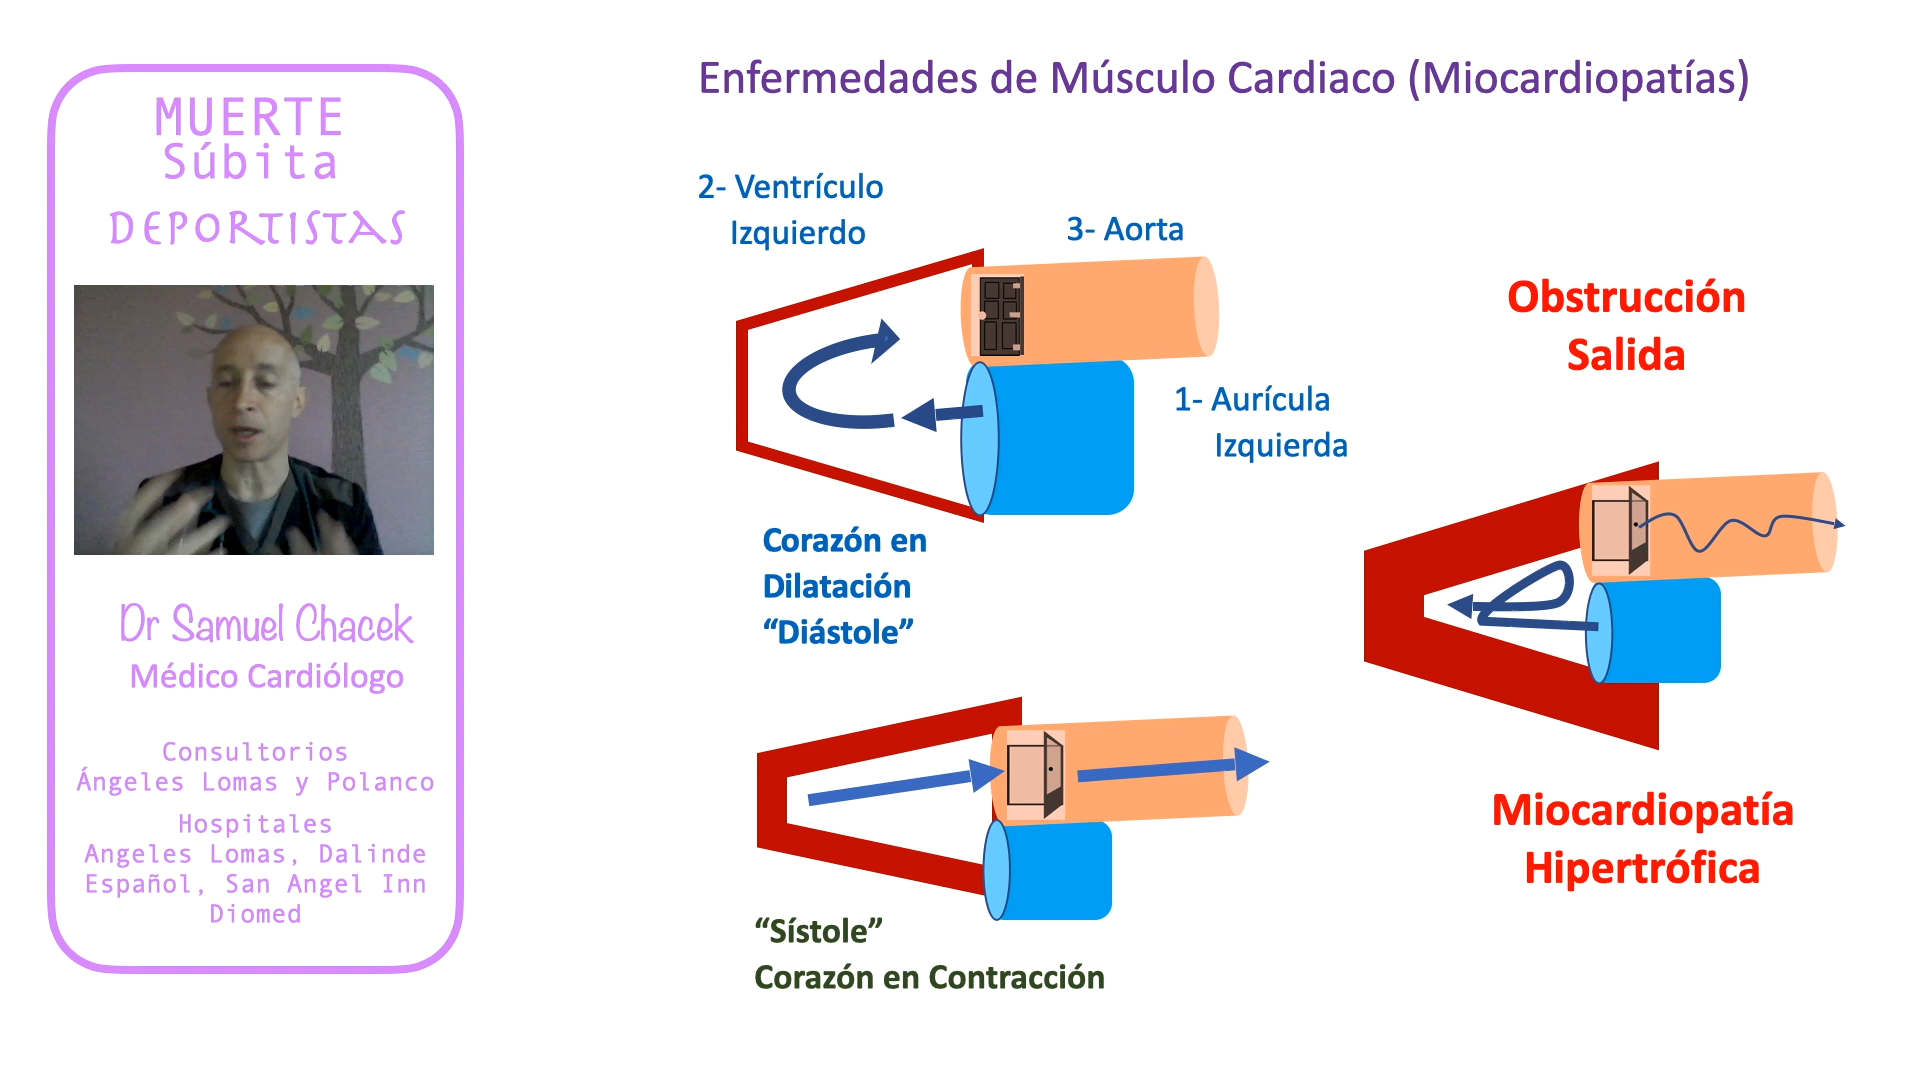 MUERTE
Súbita
DEPORTISTAS
Dr Samuel Chacek
Médico Cardiólogo
Consultorios
Ángeles Lomas y Polanco
Hospitales
Angeles Lomas, Dalinde
Español, San Angel Inn
Diomed
Enfermedades de Músculo Cardiaco (Miocardiopatías)
2- Ventrículo
Izquierdo
3- Aorta
1- Aurícula
Izquierda
Corazón en
Dilatación
“Diástole”
“Sístole”
Corazón en Contracción
Obstrucción
Salida
Miocardiopatía
Hipertrófica